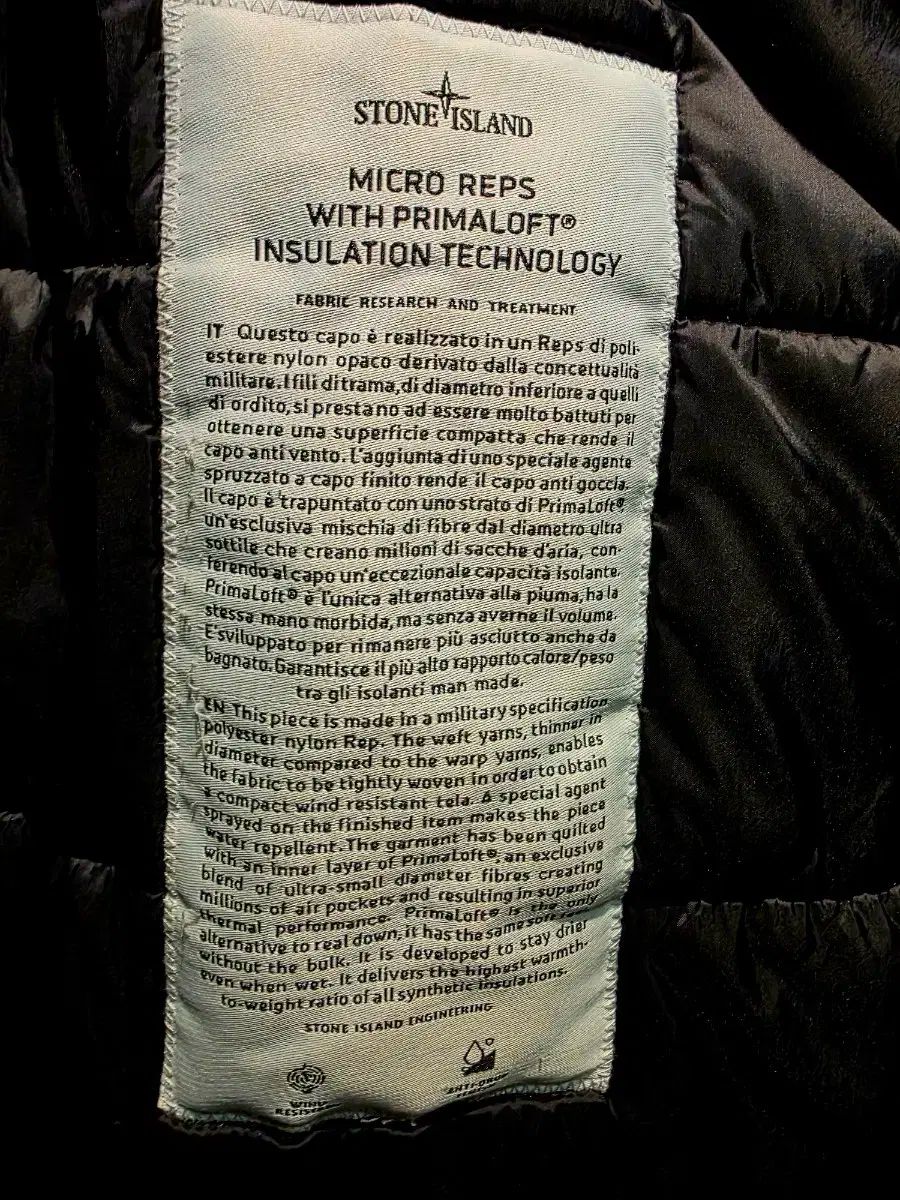 STONE ISLAND
MICRO REPS
WITH PRIMALOFT®
INSULATION TECHNOLOGY
FABRIC RESEARCH AND TREATMENT
IT Questo capo è realizzato in un Reps di poli-
estere nylon opaco derivato dalla concettualità
militare. I fili di trama, di diametro inferiore a quelli
di ordito, si prestano ad essere molto battuti per
ottenere una superficie compatta che rende il
capo anti vento. L'aggiunta di uno speciale agente
spruzzato a capo finito rende il capo anti goccia.
Il capo è trapuntato con uno strato di PrimaLoft®,
un'esclusiva mischia di fibre dal diametro ultra
sottile che creano milioni di sacche d'aria, con-
ferendo al capo un'eccezionale capacità isolante.
PrimaLoft® è l'unica alternativa alla piuma, ha la
stessa mano morbida, ma senza averne il volume.
E'sviluppato per rimanere più asciutto anche da
bagnato. Garantisce il più alto rapporto calore/peso
tra gli isolanti man made.
EN This piece is made in a military specification
polyester nylon Rep. The weft yarns, thinner in
diameter compared to the warp yarns, enables
the fabric to be tightly woven in order to obtain
a compact wind resistant tela. A special agent
sprayed on the finished item makes the piece
water repellent. The garment has been quilted
with an inner layer of PrimaLoft®, an exclusive
blend of ultra-small diameter fibres creating
millions of air pockets and resulting in superior
thermal performance. PrimaLoft® is the only
alternative to real down, it has the same soft
without the bulk. It is developed to stay drier
even when wet. It delivers the highest warmth-
to-weight ratio of all synthetic insulations.
STONE ISLAND ENGINEERING
WIND
ANTI-DROP